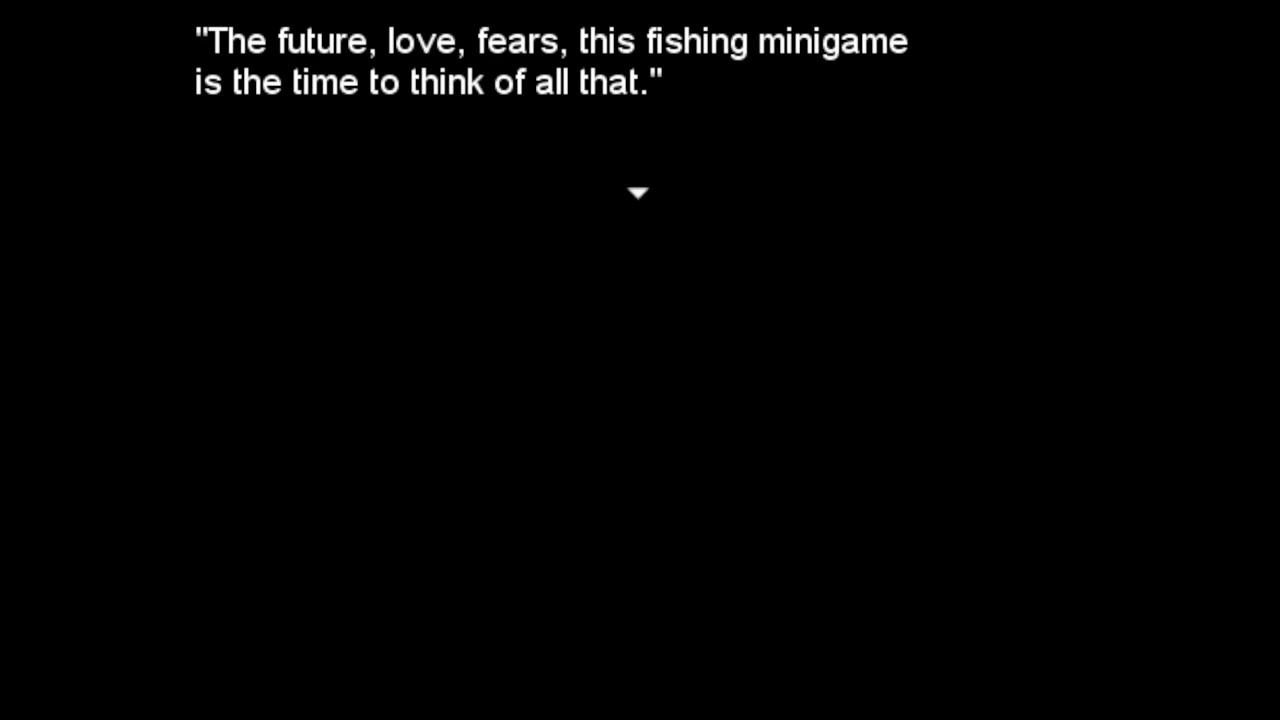 "The future, love, fears, this fishing minigame
is the time to think of all that."